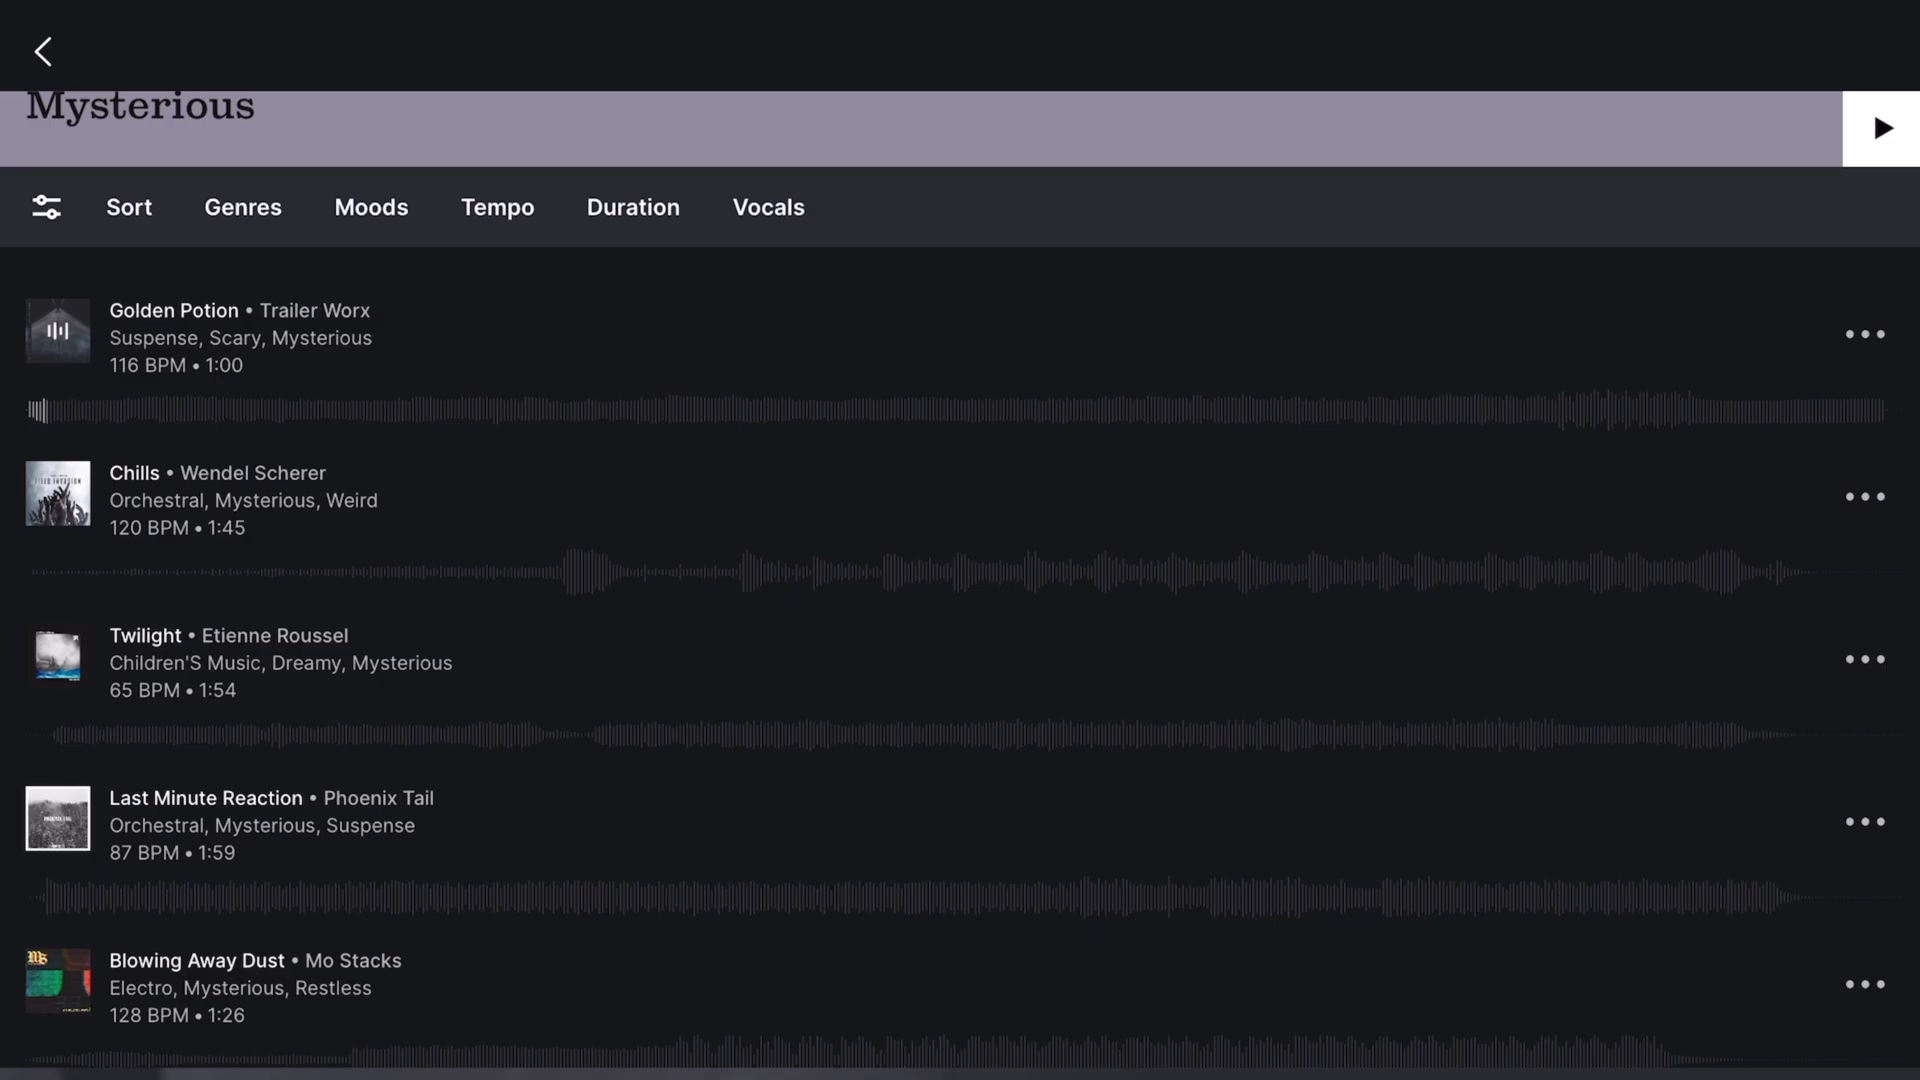 Mysterious
Sort Genres Moods Tempo Duration Vocals
Golden Potion • Trailer Worx
Suspense, Scary, Mysterious
116 BPM • 1:00
Chills • Wendel Scherer
Orchestral, Mysterious, Weird
120 BPM • 1:45
Twilight • Etienne Roussel
Children'S Music, Dreamy, Mysterious
65 BPM • 1:54
Last Minute Reaction • Phoenix Tail
Orchestral, Mysterious, Suspense
87 BPM • 1:59
Blowing Away Dust • Mo Stacks
Electro, Mysterious, Restless
128 BPM • 1:26